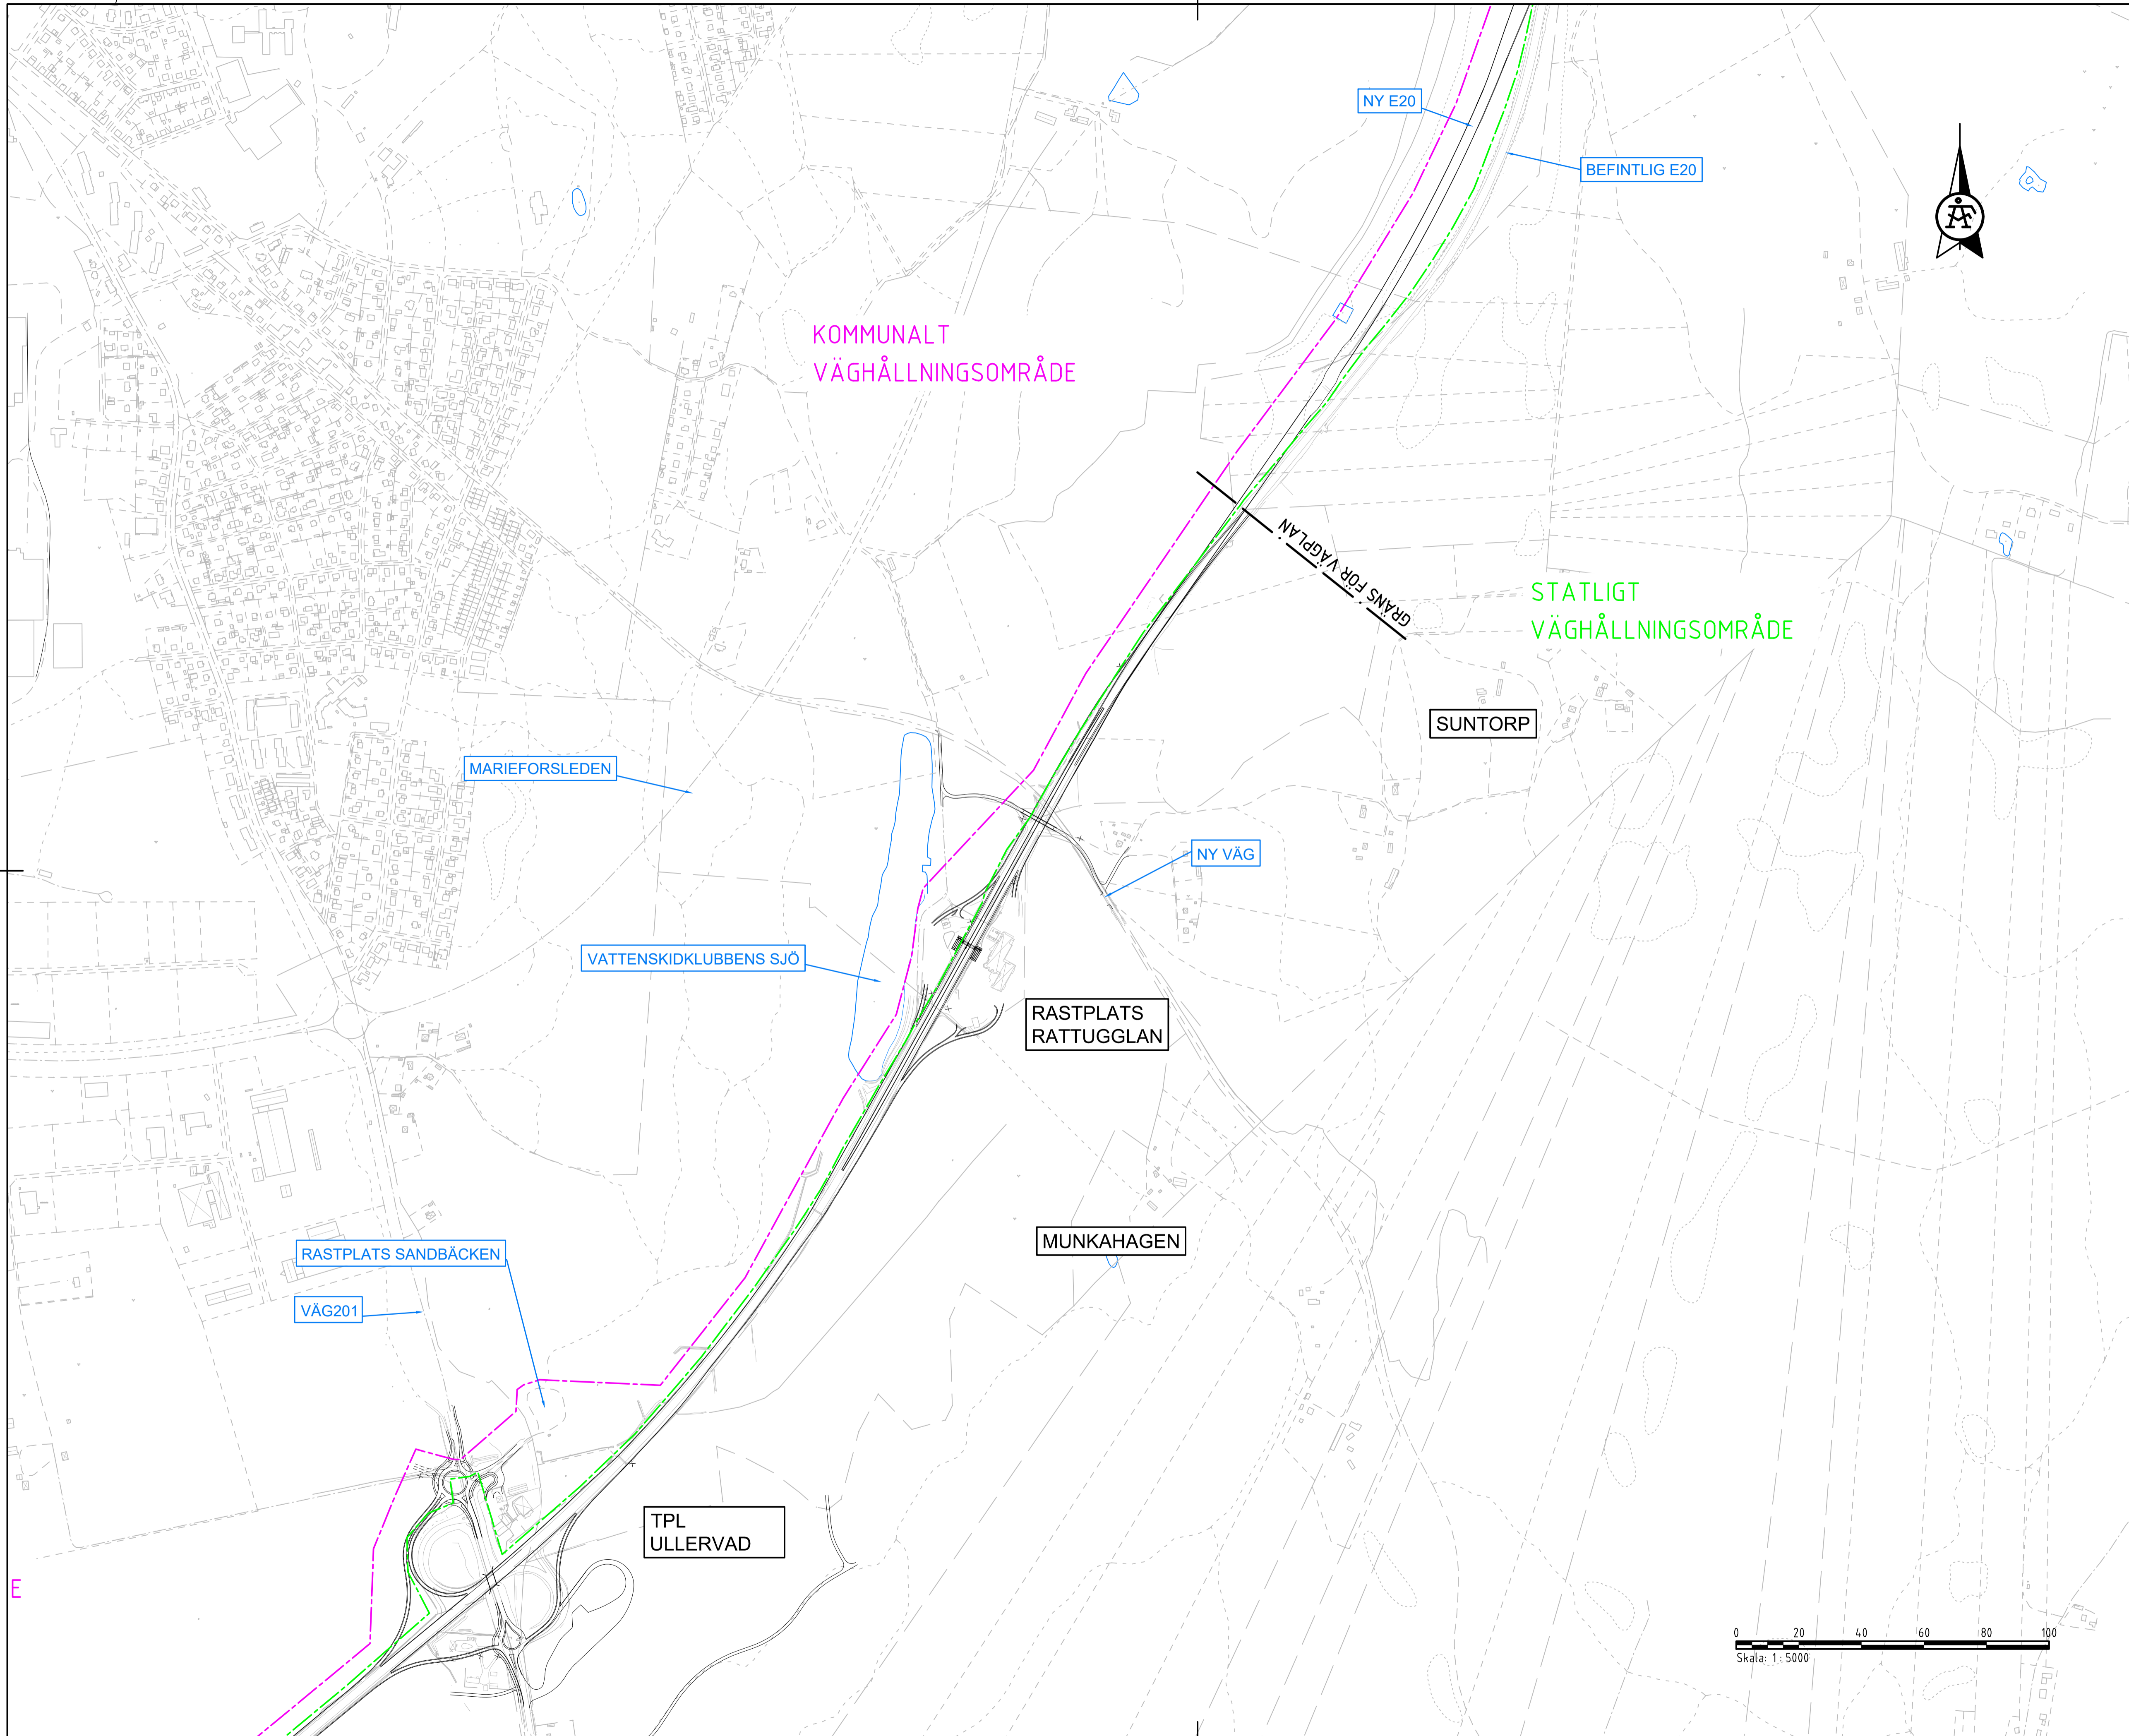 NY E20
BEFINTLIG E20
ÅF
KOMMUNALT
VÄGHÅLLNINGSOMRÅDE
GRÄNS FÖR VÄGPLAN
STATLIGT
VÄGHÅLLNINGSOMRÅDE
SUNTORP
MARIEFORSLEDEN
NY VÄG
VATTENSKIDKLUBBENS SJÖ
RASTPLATS
RATTUGGLAN
MUNKAHAGEN
RASTPLATS SANDBÄCKEN
VÄG201
TPL
ULLERVAD
E
0 20 40 60 80 100
Skala: 1:5000